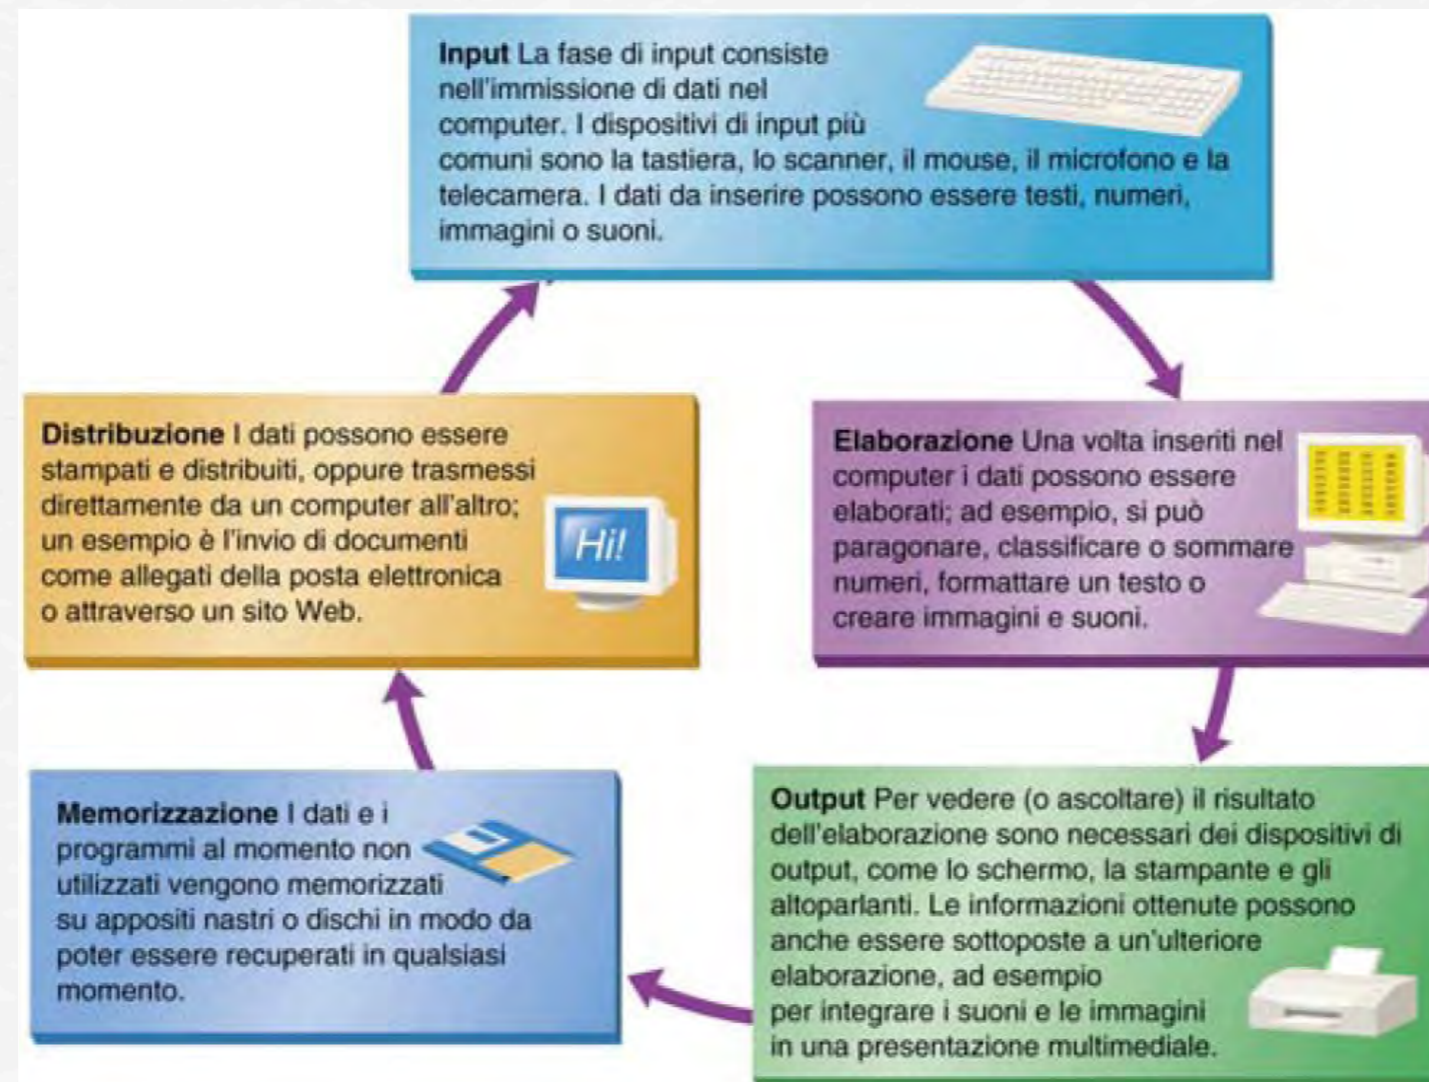 Input La fase di input consiste
nell'immissione di dati nel
computer. I dispositivi di input più
comuni sono la tastiera, lo scanner, il mouse, il microfono e la
telecamera. I dati da inserire possono essere testi, numeri,
immagini o suoni.
Elaborazione Una volta inseriti nel
computer i dati possono essere
elaborati; ad esempio, si può
paragonare, classificare o sommare
numeri, formattare un testo o
creare immagini e suoni.
Output Per vedere (o ascoltare) il risultato
dell'elaborazione sono necessari dei dispositivi di
output, come lo schermo, la stampante e gli
altoparlanti. Le informazioni ottenute possono
anche essere sottoposte a un'ulteriore
elaborazione, ad esempio
per integrare i suoni e le immagini
in una presentazione multimediale.
Memorizzazione I dati e i
programmi al momento non
utilizzati vengono memorizzati
su appositi nastri o dischi in modo da
poter essere recuperati in qualsiasi
momento.
Distribuzione I dati possono essere
stampati e distribuiti, oppure trasmessi
direttamente da un computer all'altro;
un esempio è l'invio di documenti
come allegati della posta elettronica
o attraverso un sito Web.
Hi!